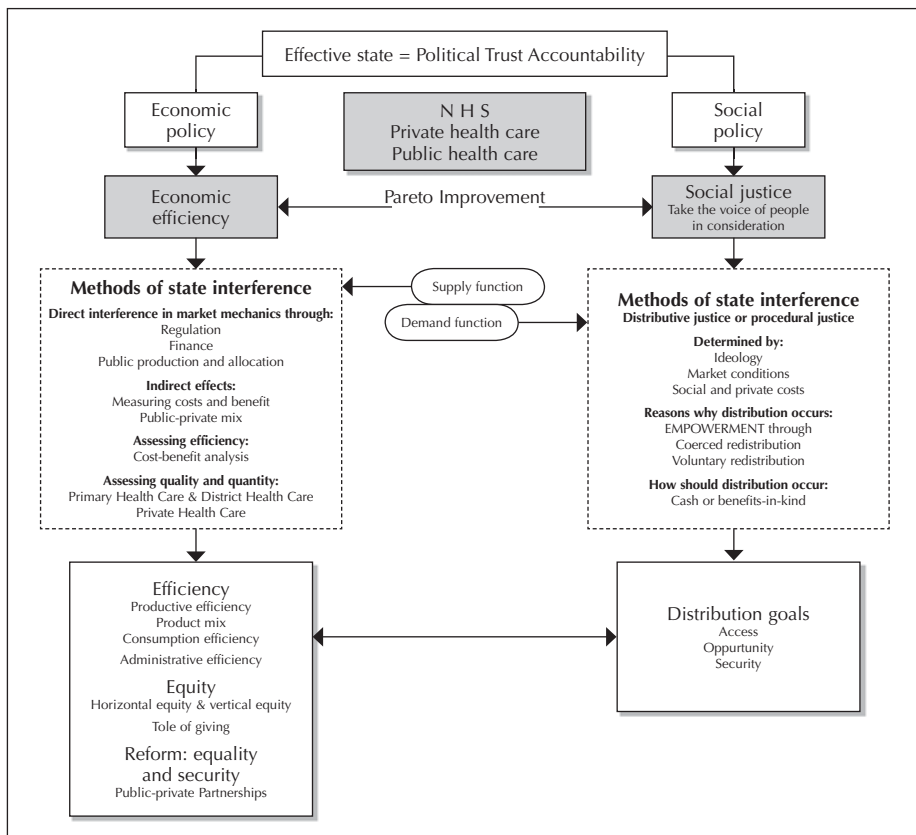 Effective state = Political Trust Accountability
Economic
policy
N H S
Private health care
Public health care
Social
policy
Economic
efficiency
Pareto Improvement
Social justice
Take the voice of people
in consideration
Methods of state interference
Direct interference in market mechanics through:
Regulation
Finance
Public production and allocation
Indirect effects:
Measuring costs and benefit
Public-private mix
Assessing efficiency:
Cost-benefit analysis
Assessing quality and quantity:
Primary Health Care & District Health Care
Private Health Care
Supply function
Demand function
Methods of state interference
Distributive justice or procedural justice
Determined by:
Ideology
Market conditions
Social and private costs
Reasons why distribution occurs:
EMPOWERMENT through
Coerced redistribution
Voluntary redistribution
How should distribution occur:
Cash or benefits-in-kind
Efficiency
Productive efficiency
Product mix
Consumption efficiency
Administrative efficiency
Equity
Horizontal equity & vertical equity
Tole of giving
Reform: equality
and security
Public-private Partnerships
Distribution goals
Access
Oppurtunity
Security